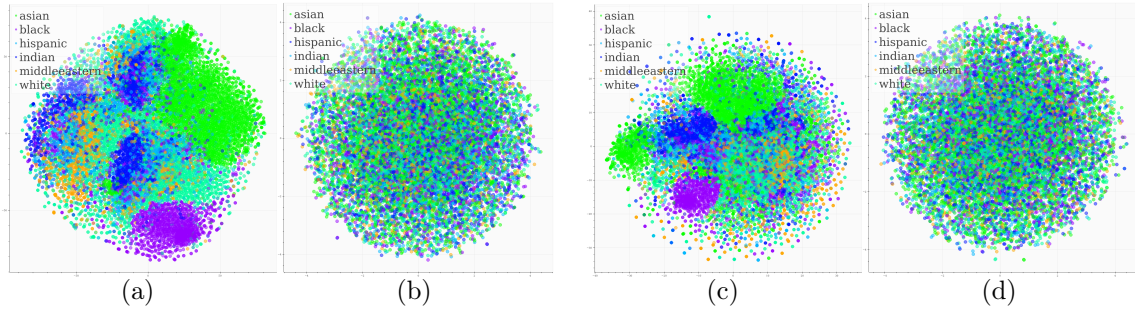 asian
black
hispanic
indian
middleeastern
white
asian
black
hispanic
indian
middleeastern
white
asian
black
hispanic
indian
middleeastern
white
asian
black
hispanic
indian
middleeastern
white
(a)
(b)
(c)
(d)